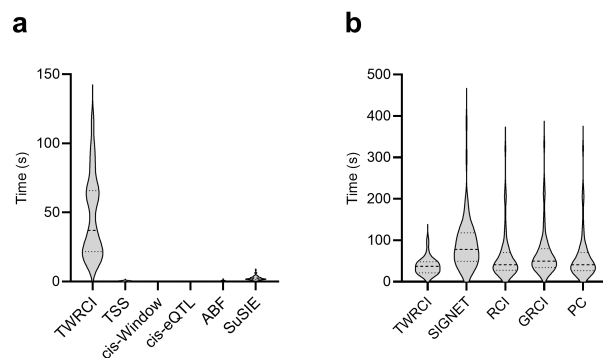 a
150
100
50
0
Time (s)
TWRCI
TSS
cis-Window
cis-eQTL
ABF
SuSIE
b
500
400
300
200
100
0
Time (s)
TWRCI
SIGNET
RCI
GRCI
PC